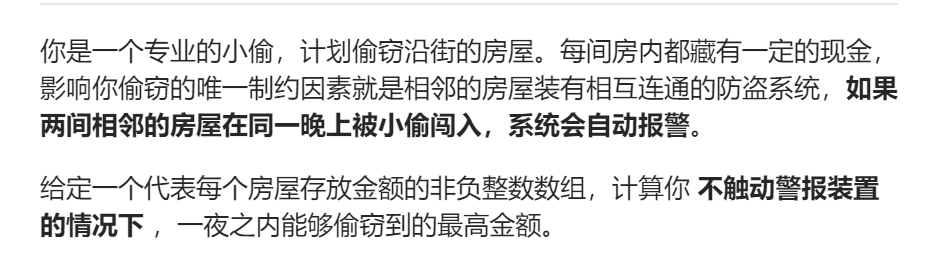 你是一个专业的小偷，计划偷窃沿街的房屋。每间房内都藏有一定的现金，
影响你偷窃的唯一制约因素就是相邻的房屋装有相互连通的防盗系统，如果
两间相邻的房屋在同一晚上被小偷闯入，系统会自动报警。
给定一个代表每个房屋存放金额的非负整数数组，计算你 不触动警报装置
的情况下 ，一夜之内能够偷窃到的最高金额。